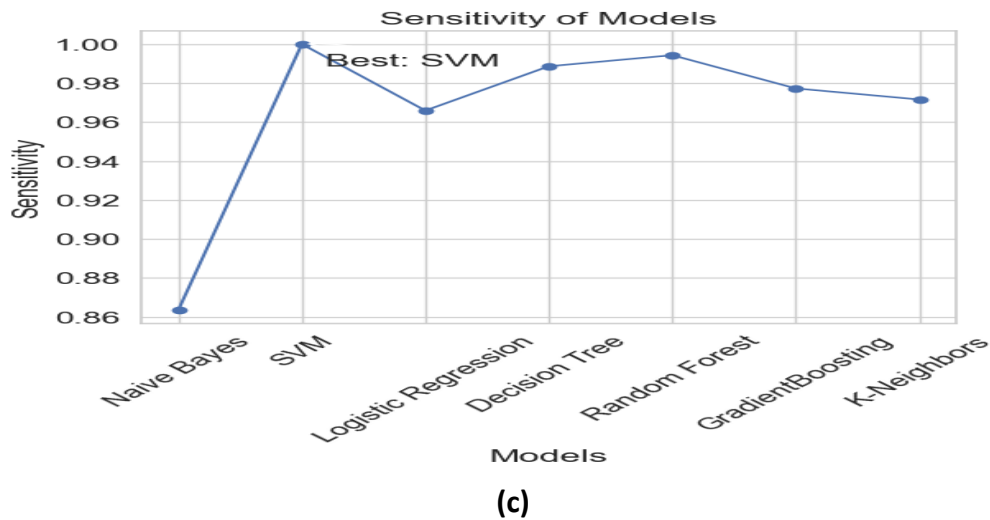 Sensitivity of Models
1.00
0.98
0.96
0.94
0.92
0.90
0.88
0.86
Sensitivity
Best: SVM
Naive Bayes
SVM
Logistic Regression
Decision Tree
Random Forest
GradientBoosting
K-Neighbors
Models
(c)